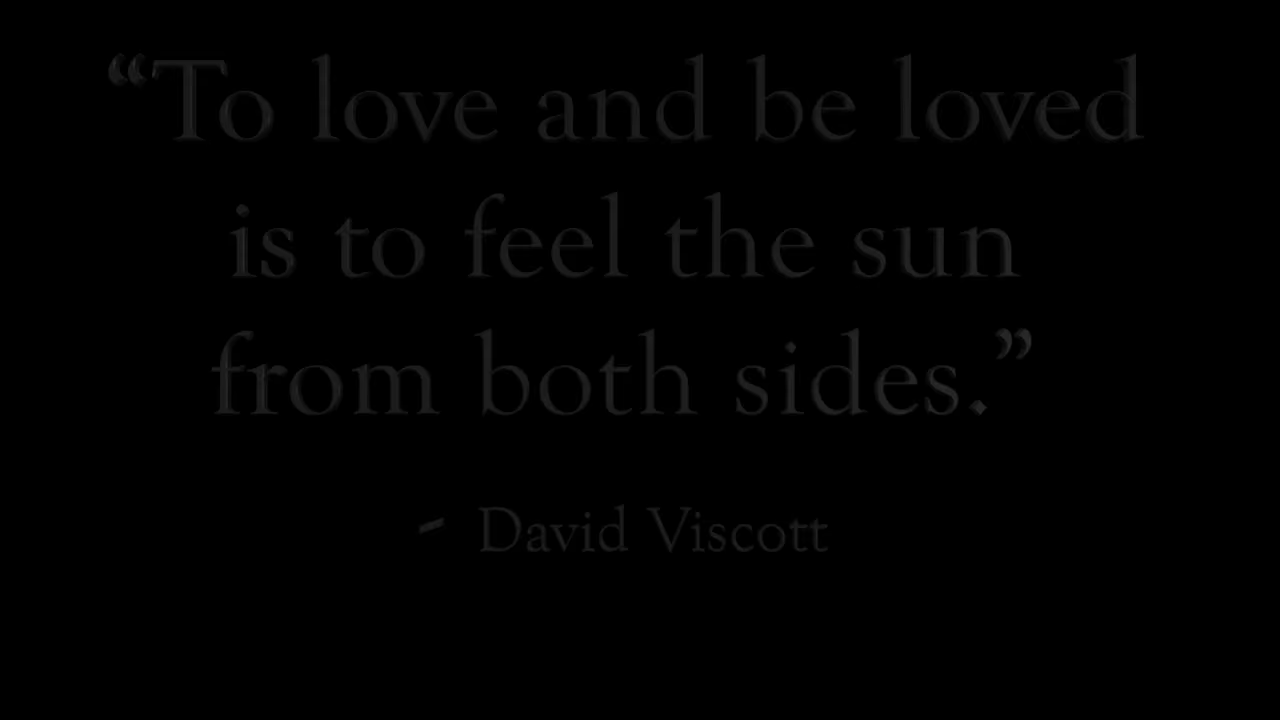 “To love and be loved
is to feel the sun
from both sides.”
- David Viscott